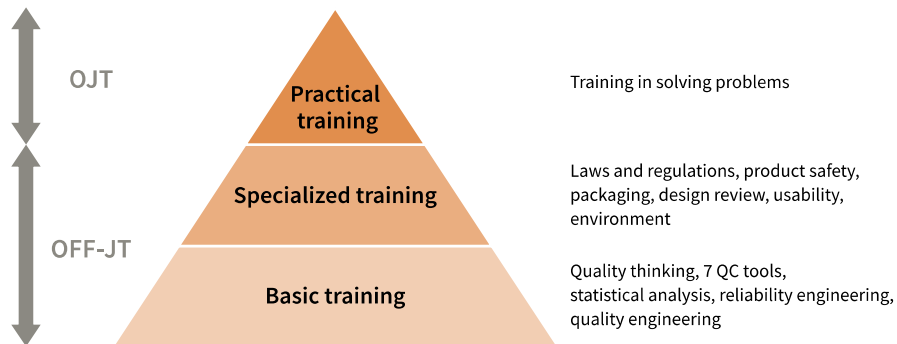 OJT
Practical
training
Training in solving problems
Specialized training
Laws and regulations, product safety,
packaging, design review, usability,
environment
OFF-JT
Basic training
Quality thinking, 7 QC tools,
statistical analysis, reliability engineering,
quality engineering